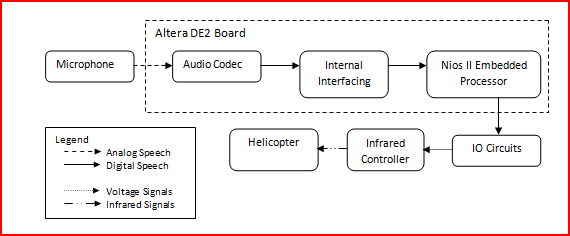 Altera DE2 Board
Microphone
Audio Codec
Internal
Interfacing
Nios II Embedded
Processor
Helicopter
Infrared
Controller
IO Circuits
Legend
Analog Speech
Digital Speech
Voltage Signals
Infrared Signals